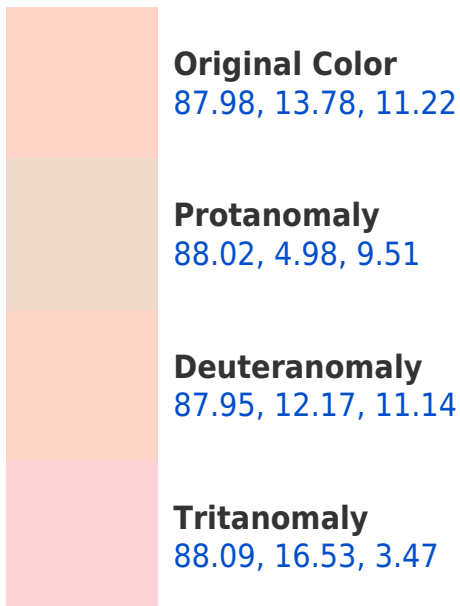 Original Color
87.98, 13.78, 11.22
Protanomaly
88.02, 4.98, 9.51
Deuteranomaly
87.95, 12.17, 11.14
Tritanomaly
88.09, 16.53, 3.47